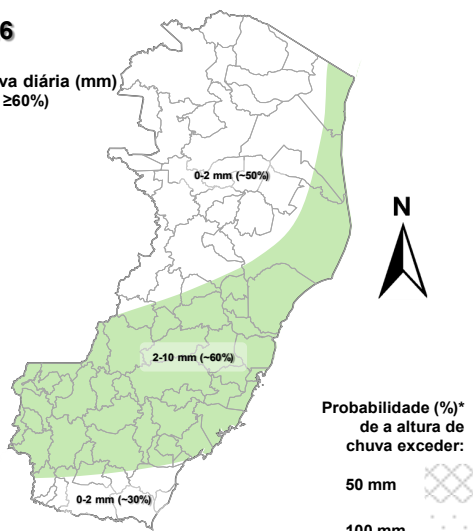 6
va diária (mm)
≥60%)
0-2 mm (~50%)
N
2-10 mm (~60%)
Probabilidade (%)*
de a altura de
chuva exceder:
50 mm
0-2 mm (~30%)
100 mm